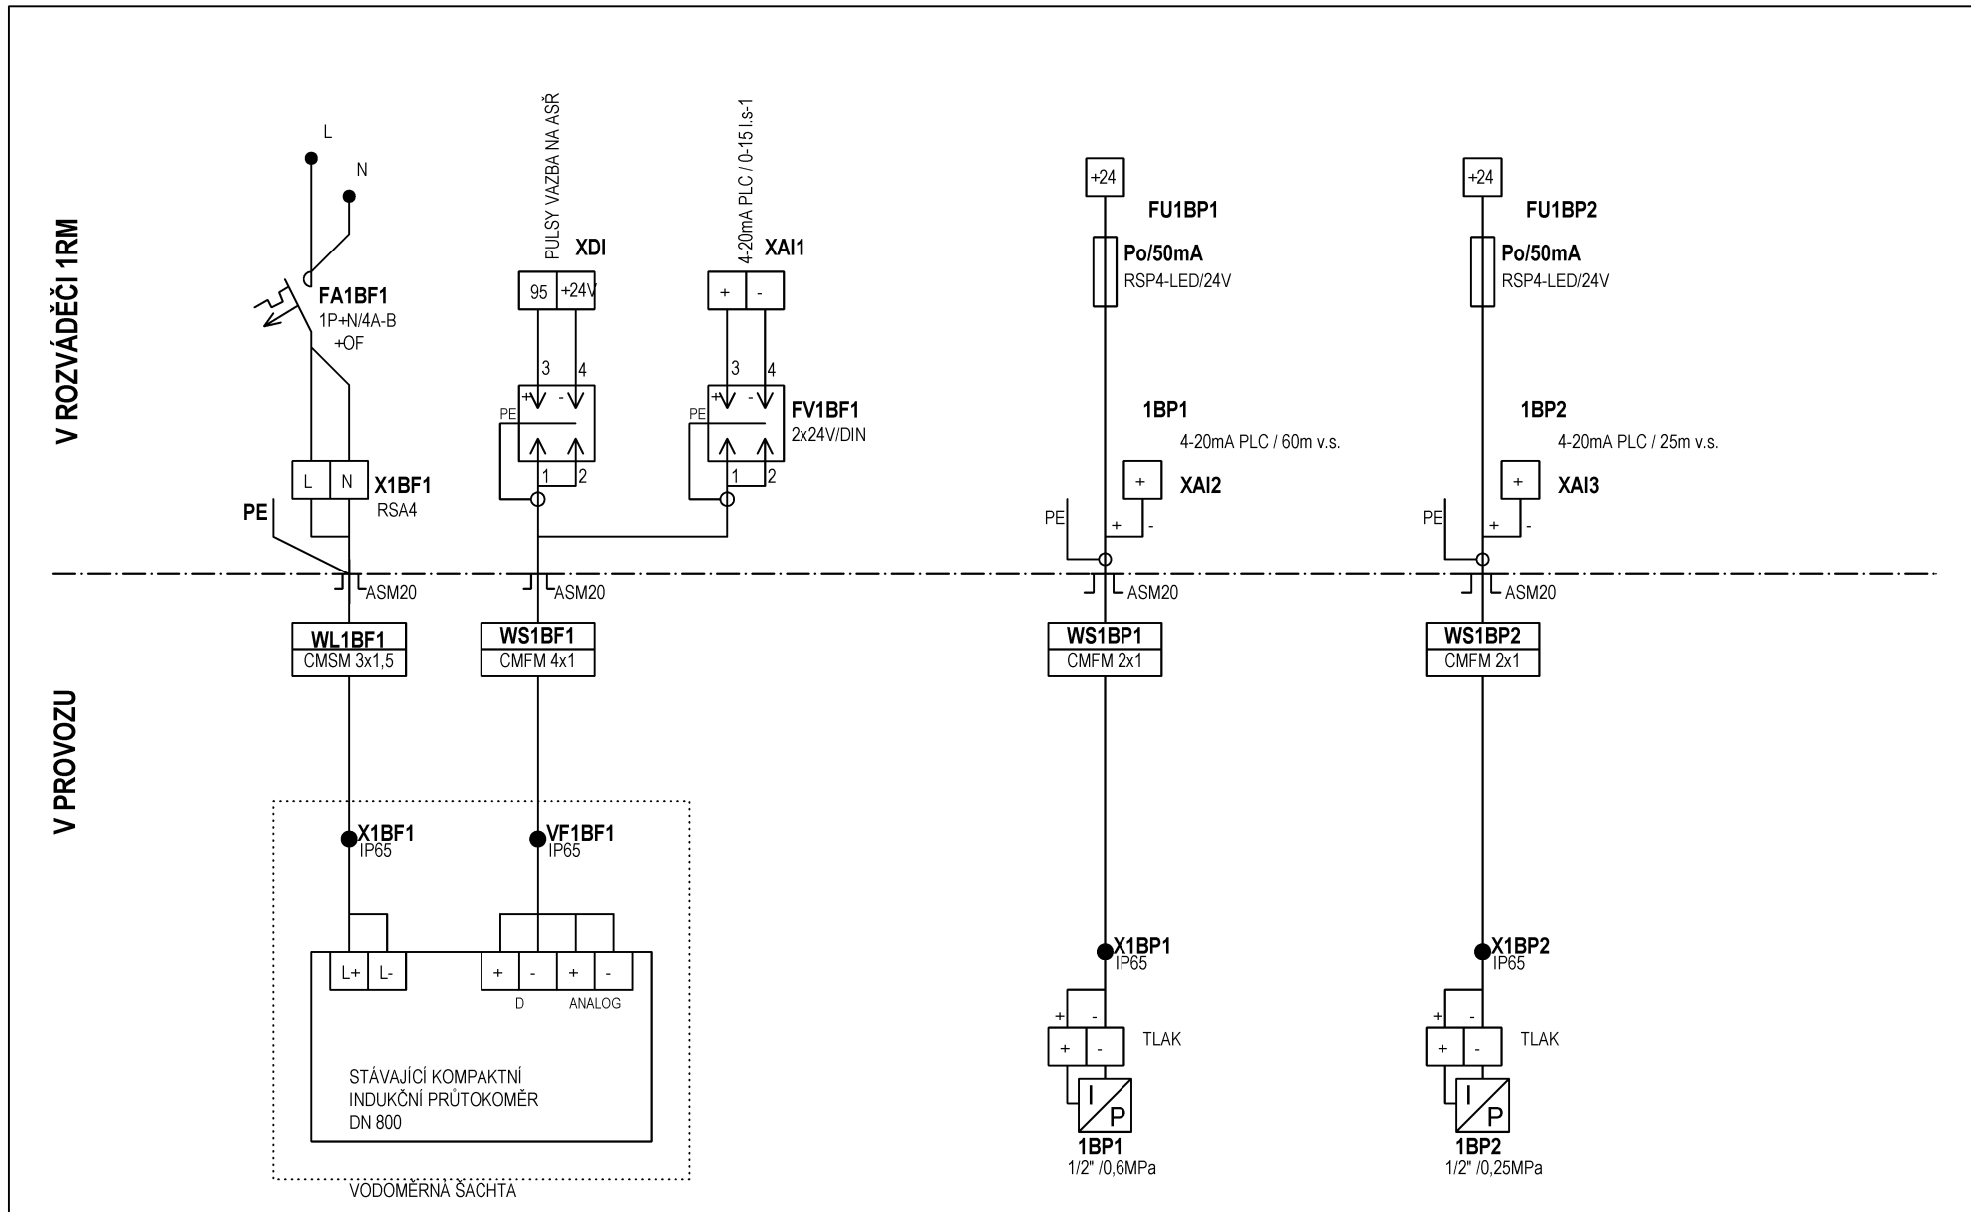 V ROZVÁDĚČI 1RM
V PROVOZU
L
N
FA1BF1
1P+N/4A-B
+OF
L
N
X1BF1
RSA4
PE
ASM20
WL1BF1
CMSM 3x1,5
X1BF1
IP65
L+
L-
PULSY VAZBA NA ASŘ
XDI
95
+24V
3
4
+
-
PE
1
2
ASM20
WS1BF1
CMFM 4x1
VF1BF1
IP65
+
-
+
-
D
ANALOG
STÁVAJÍCÍ KOMPAKTNÍ
INDUKČNÍ PRŮTOKOMĚR
DN 800
VODOMĚRNÁ ŠACHTA
4-20mA PLC / 0-15 l.s-1
XAI1
+
-
3
4
+
-
PE
FV1BF1
2x24V/DIN
1
2
+24
FU1BP1
Po/50mA
RSP4-LED/24V
1BP1
4-20mA PLC / 60m v.s.
+
XAI2
PE
+
-
ASM20
WS1BP1
CMFM 2x1
X1BP1
IP65
+
-
+
-
TLAK
I
P
1BP1
1/2" /0,6MPa
+24
FU1BP2
Po/50mA
RSP4-LED/24V
1BP2
4-20mA PLC / 25m v.s.
+
XAI3
PE
+
-
ASM20
WS1BP2
CMFM 2x1
X1BP2
IP65
+
-
+
-
TLAK
I
P
1BP2
1/2" /0,25MPa